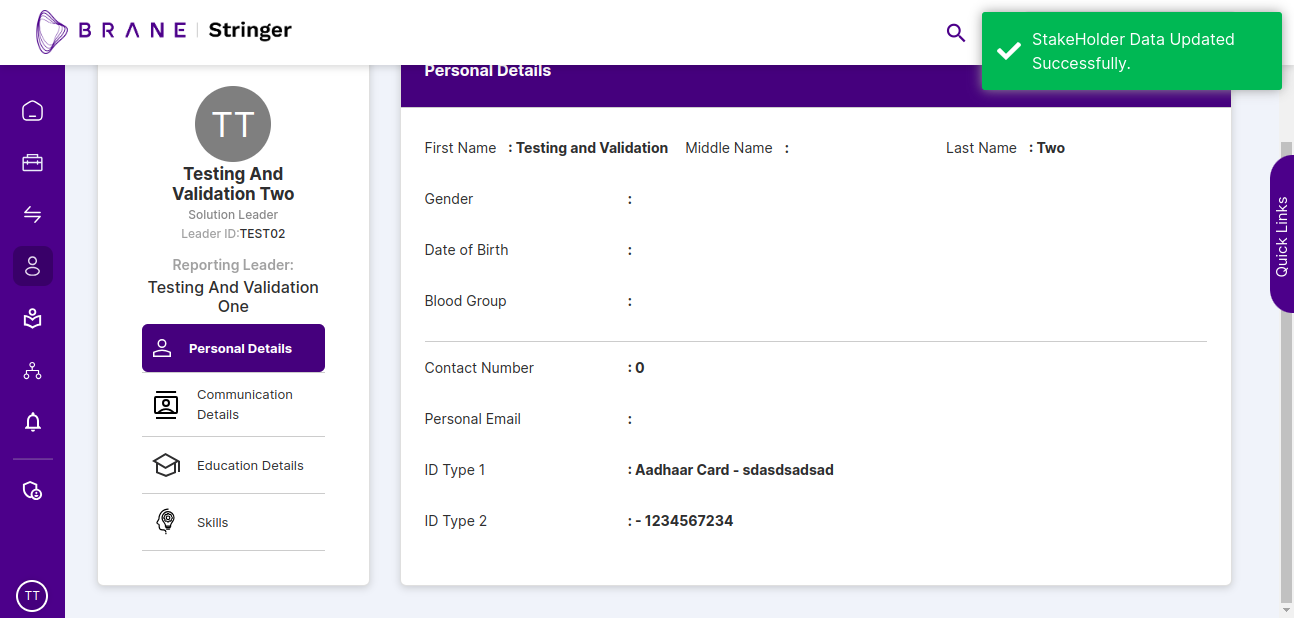 BRANE | Stringer
StakeHolder Data Updated
Successfully.
TT
Testing And
Validation Two
Solution Leader
Leader ID:TEST02
Reporting Leader:
Testing And Validation
One
Personal Details
Communication
Details
Education Details
Skills
Personal Details
First Name : Testing and Validation Middle Name : Last Name : Two
Gender :
Date of Birth :
Blood Group :
Contact Number : 0
Personal Email :
ID Type 1 : Aadhaar Card - sdasdsadsad
ID Type 2 : - 1234567234
Quick Links
TT